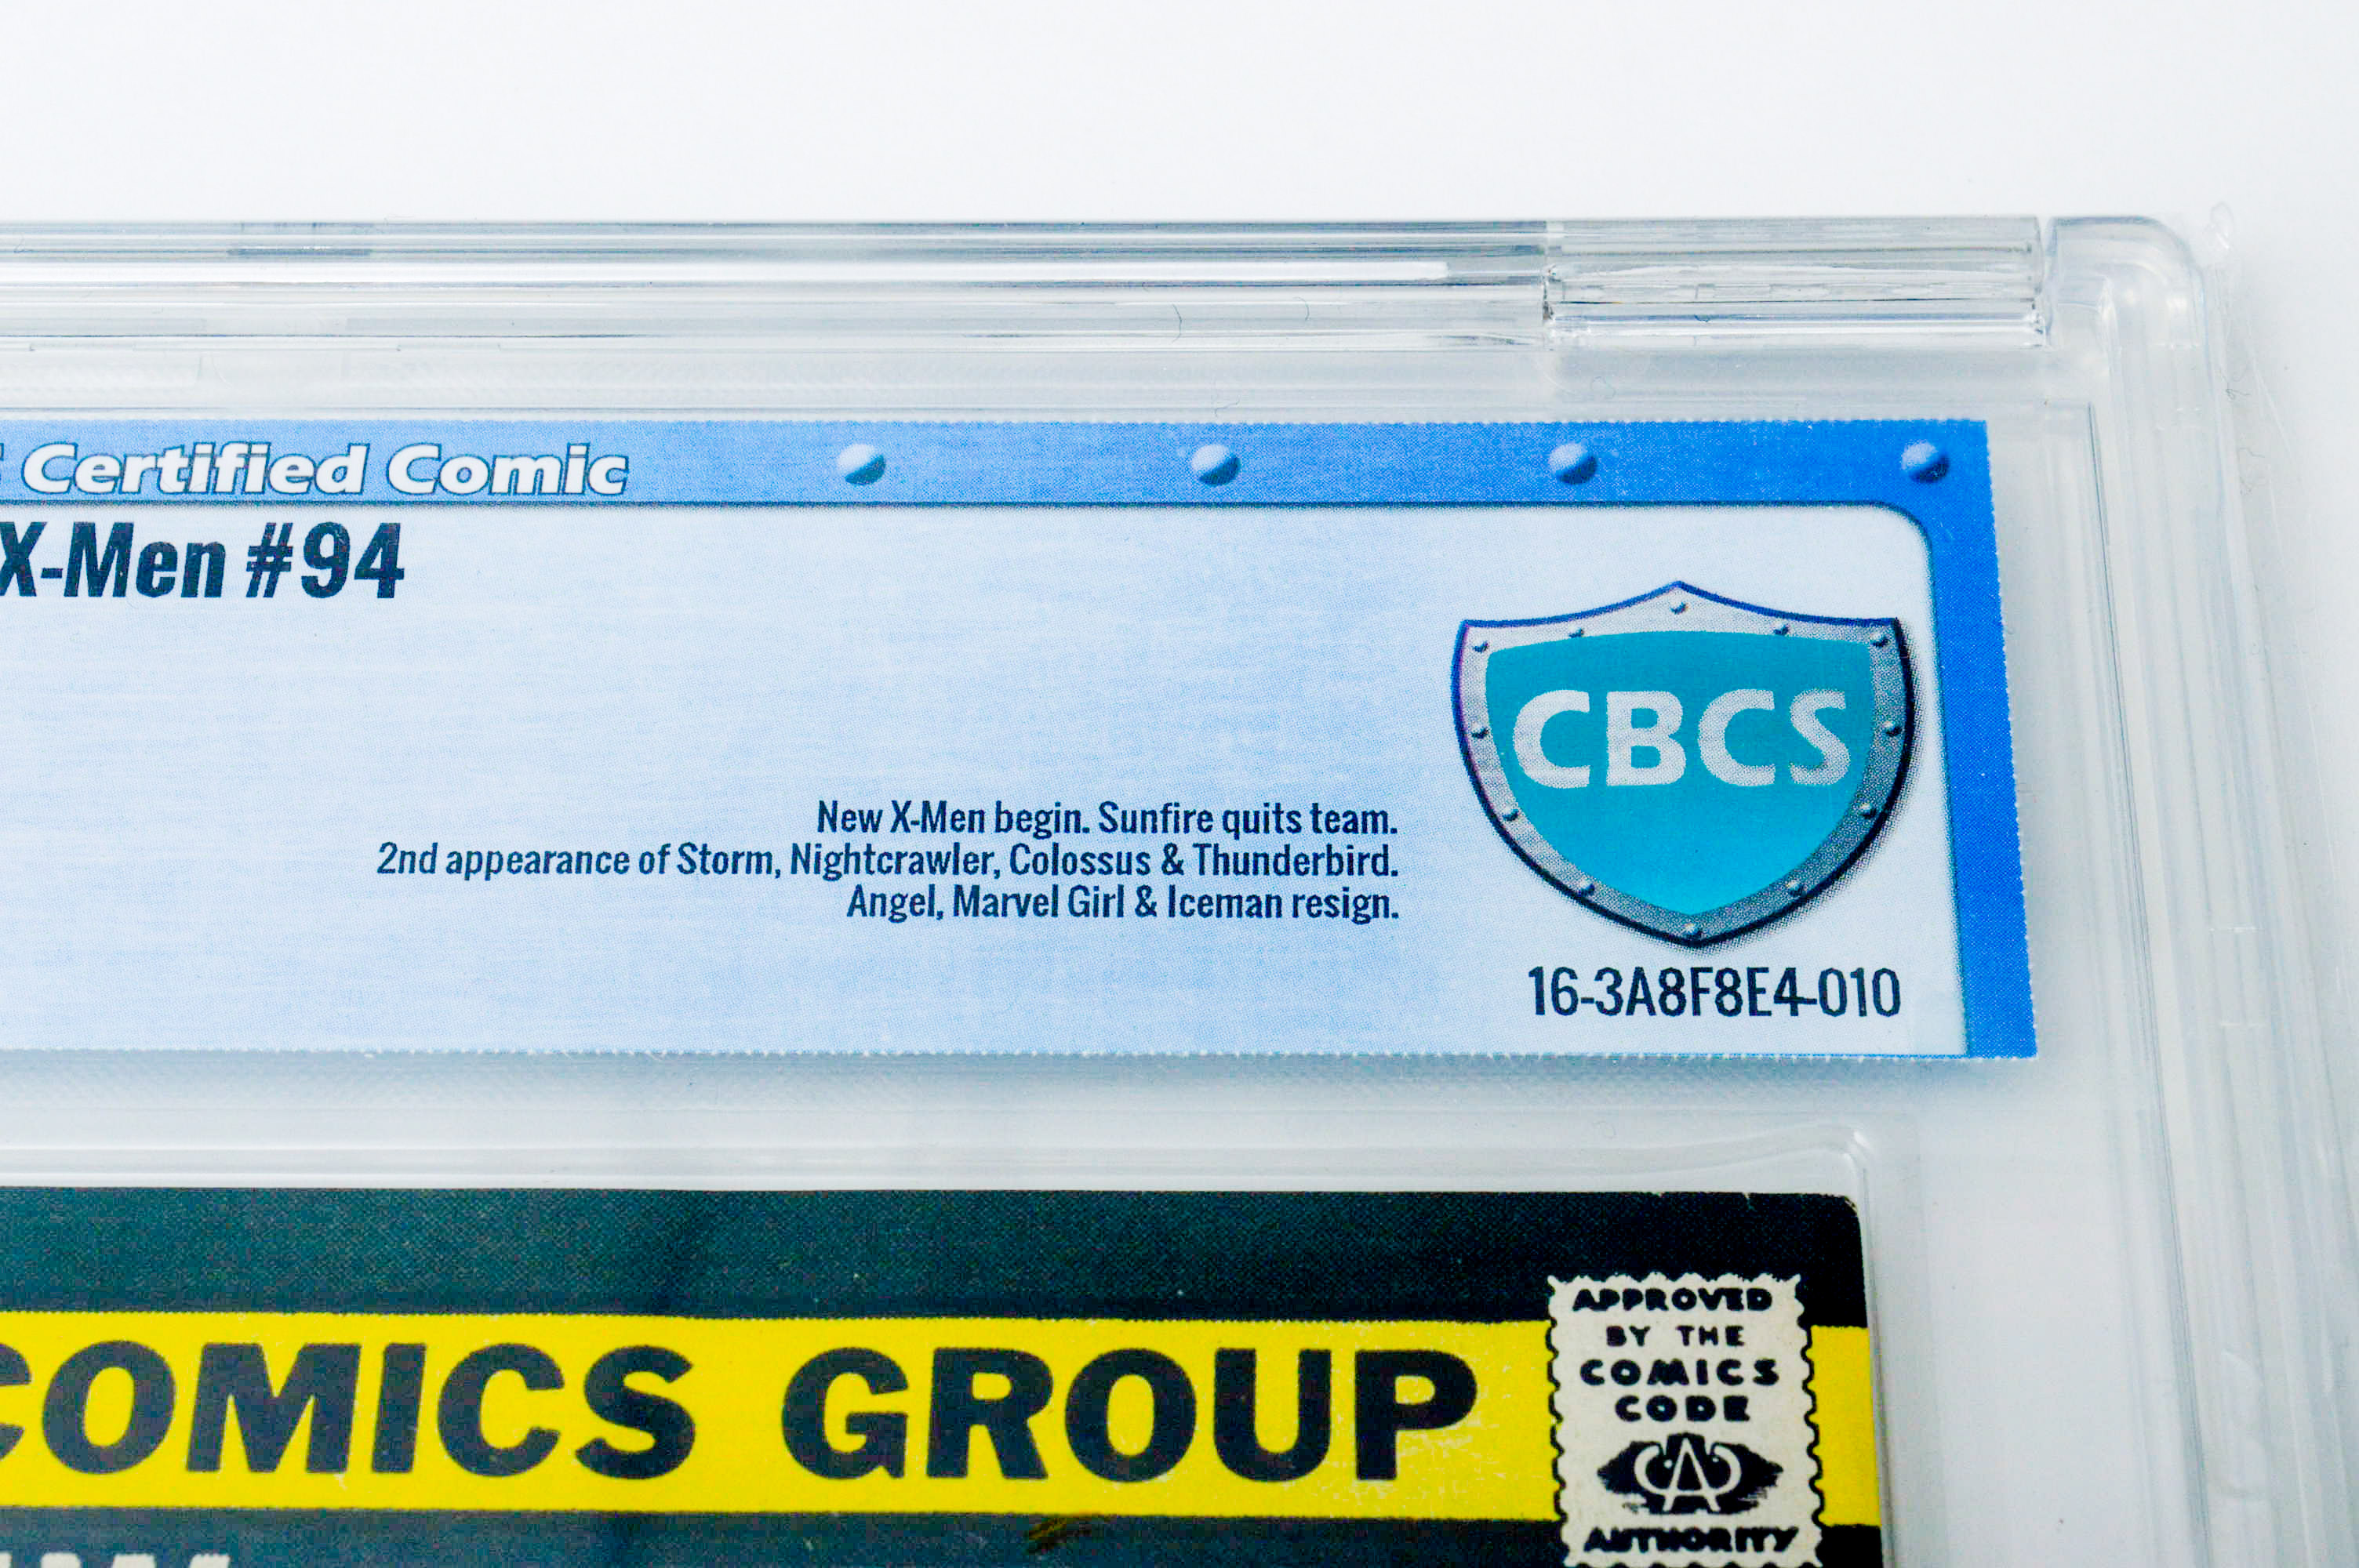 Certified Comic
X-Men #94
CBCS
New X-Men begin. Sunfire quits team.
2nd appearance of Storm, Nightcrawler, Colossus & Thunderbird.
Angel, Marvel Girl & Iceman resign.
16-3A8F8E4-010
COMICS GROUP
APPROVED
BY THE
COMICS
CODE
CA
AUTHORITY